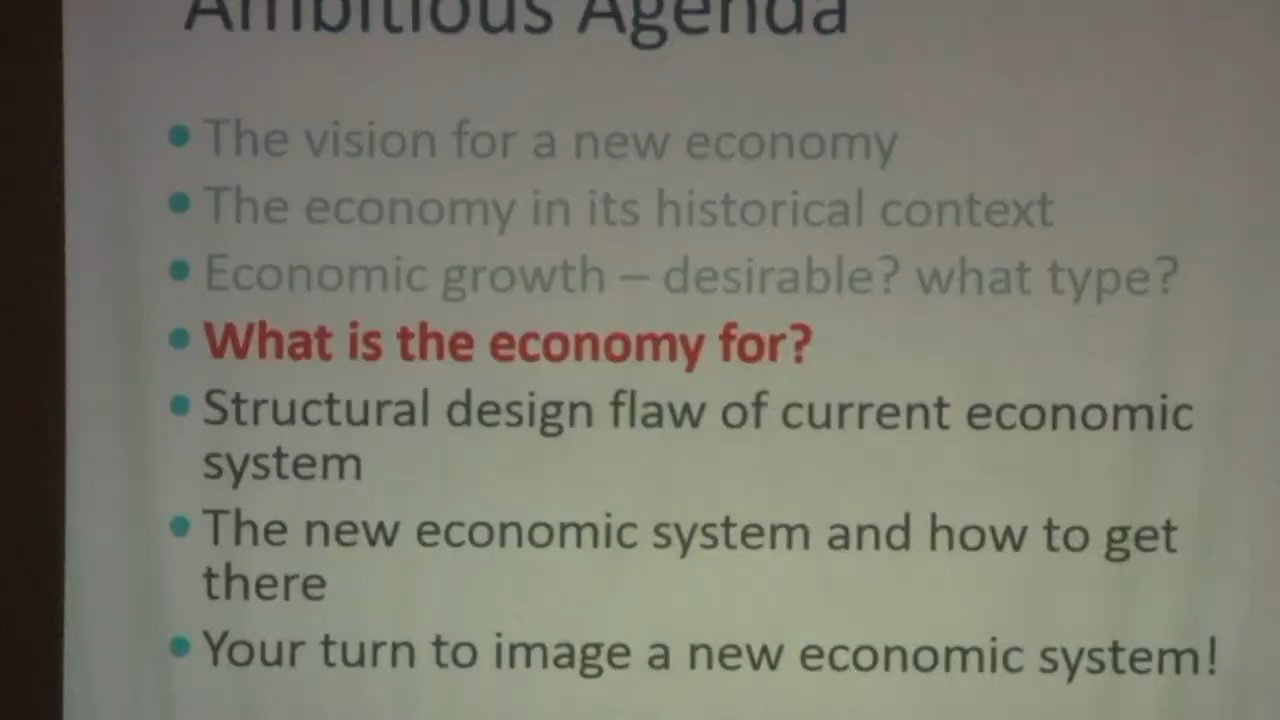 Ambitious Agenda
• The vision for a new economy
• The economy in its historical context
• Economic growth – desirable? what type?
• What is the economy for?
• Structural design flaw of current economic
system
• The new economic system and how to get
there
• Your turn to image a new economic system!